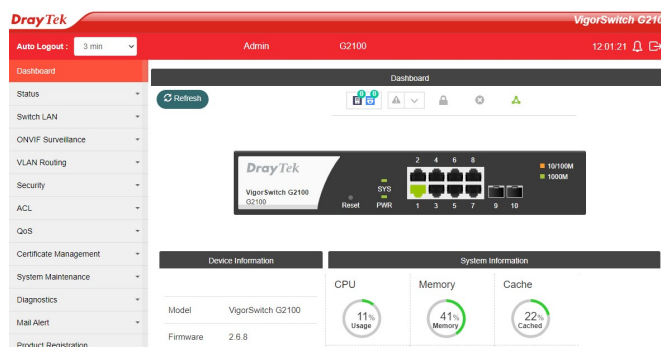 DrayTek VigorSwitch G2100
Auto Logout : 3 min Admin G2100 12:01:21
Dashboard
Dashboard
Status
Refresh
0 0
Switch LAN
ONVIF Surveillance
VLAN Routing
Security
ACL
QoS
Certificate Management
System Maintenance
Diagnostics
Mail Alert
Product Registration
DrayTek
VigorSwitch G2100
G2100
Reset
SYS
PWR
2 4 6 8
1 3 5 7 9 10
10/100M
1000M
Device Information
Model VigorSwitch G2100
Firmware 2.6.8
System Information
CPU Memory Cache
11% 41% 22%
Usage Memory Cached